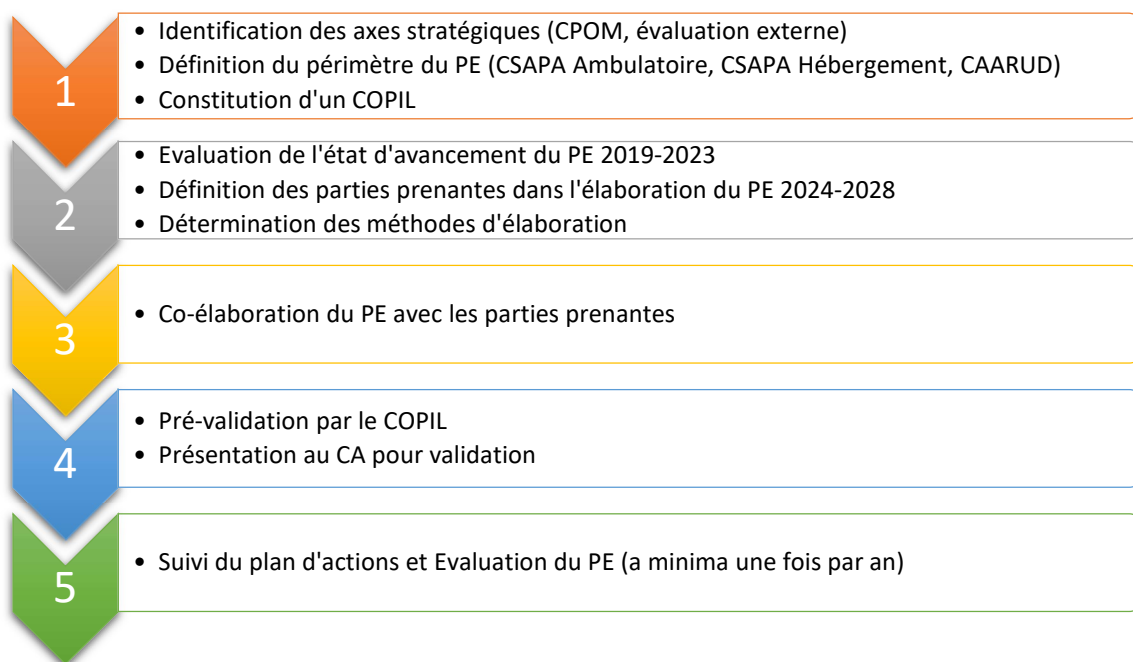 1
• Identification des axes stratégiques (CPOM, évaluation externe)
• Définition du périmètre du PE (CSAPA Ambulatoire, CSAPA Hébergement, CAARUD)
• Constitution d'un COPIL
2
• Evaluation de l'état d'avancement du PE 2019-2023
• Définition des parties prenantes dans l'élaboration du PE 2024-2028
• Détermination des méthodes d'élaboration
3
• Co-élaboration du PE avec les parties prenantes
4
• Pré-validation par le COPIL
• Présentation au CA pour validation
5
• Suivi du plan d'actions et Evaluation du PE (a minima une fois par an)